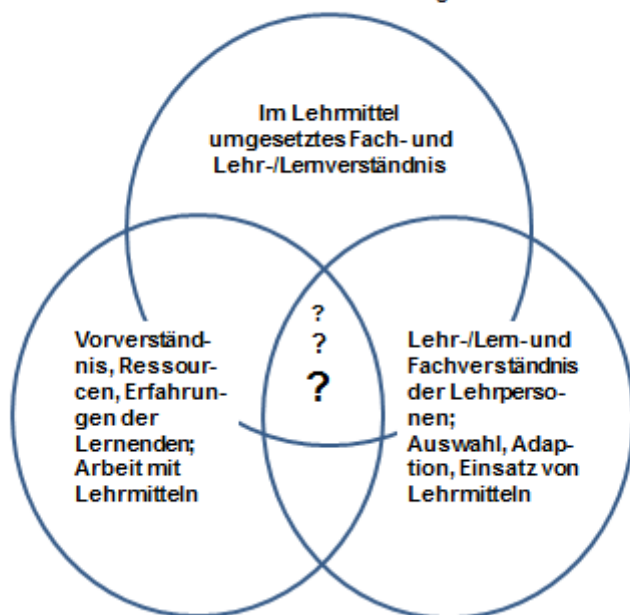 Im Lehrmittel
umgesetztes Fach- und
Lehr-/Lernverständnis
?
?
?
Vorverständ-
nis, Ressour-
cen, Erfahrun-
gen der
Lernenden;
Arbeit mit
Lehrmitteln
Lehr-/Lern- und
Fachverständnis
der Lehrperso-
nen;
Auswahl, Adap-
tion, Einsatz von
Lehrmitteln